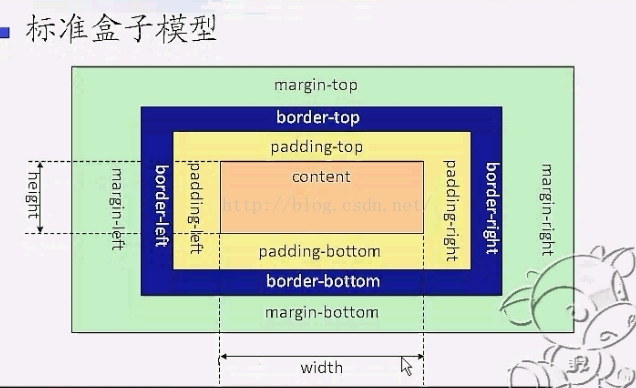 标准盒子模型
margin-top
border-top
padding-top
content
height
margin-left
border-left
padding-left
http://blog.csdn.net/
padding-right
border-right
margin-right
padding-bottom
border-bottom
margin-bottom
width